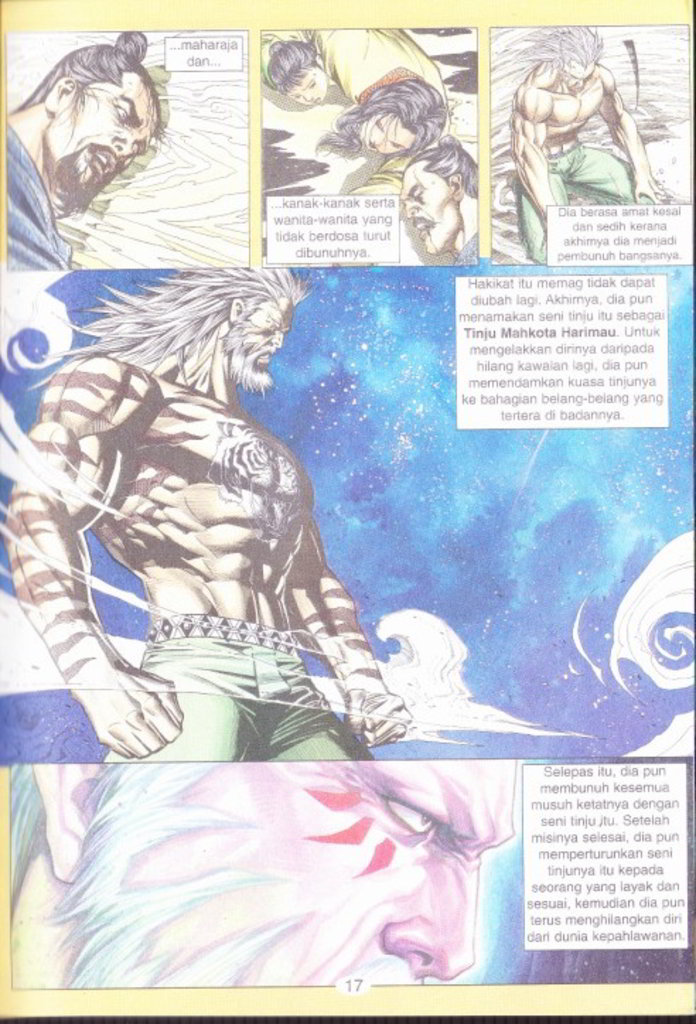 ...maharaja
dan...
...kanak-kanak serta
wanita-wanita yang
tidak berdosa turut
dibunuhnya.
Dia berasa amat kesal
dan sedih kerana
akhirnya dia menjadi
pembunuh bangsanya.
Hakikat itu memag tidak dapat
diubah lagi. Akhirnya, dia pun
menamakan seni tinju itu sebagai
Tinju Mahkota Harimau. Untuk
mengelakkan dirinya daripada
hilang kawalan lagi, dia pun
memendamkan kuasa tinjunya
ke bahagian belang-belang yang
tertera di badannya.
Selepas itu, dia pun
membunuh kesemua
musuh ketatnya dengan
seni tinju itu. Setelah
misinya selesai, dia pun
memperturunkan seni
tinjunya itu kepada
seorang yang layak dan
sesuai, kemudian dia pun
terus menghilangkan diri
dari dunia kepahlawanan.
17